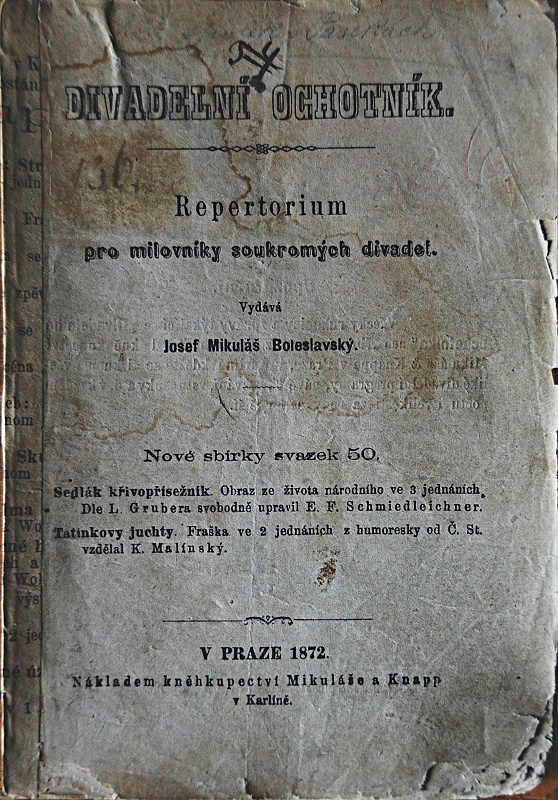 DIVADELNÍ OCHOTNÍK.
136.
Repertorium
pro milovníky soukromých divadel.
Vydává
Josef Mikuláš Boleslavský.
Nové sbírky svazek 50.
Sedlák křivopřísežník. Obraz ze života národního ve 3 jednáních.
Dle L. Grubera svobodně upravil E. F. Schmiedleichner.
Tatínkovy juchty. Fraška ve 2 jednáních z humoresky od Č. St.
vzdělal K. Malínský.
V PRAZE 1872.
Nákladem kněhkupectví Mikuláše a Knapp
v Karlíně.